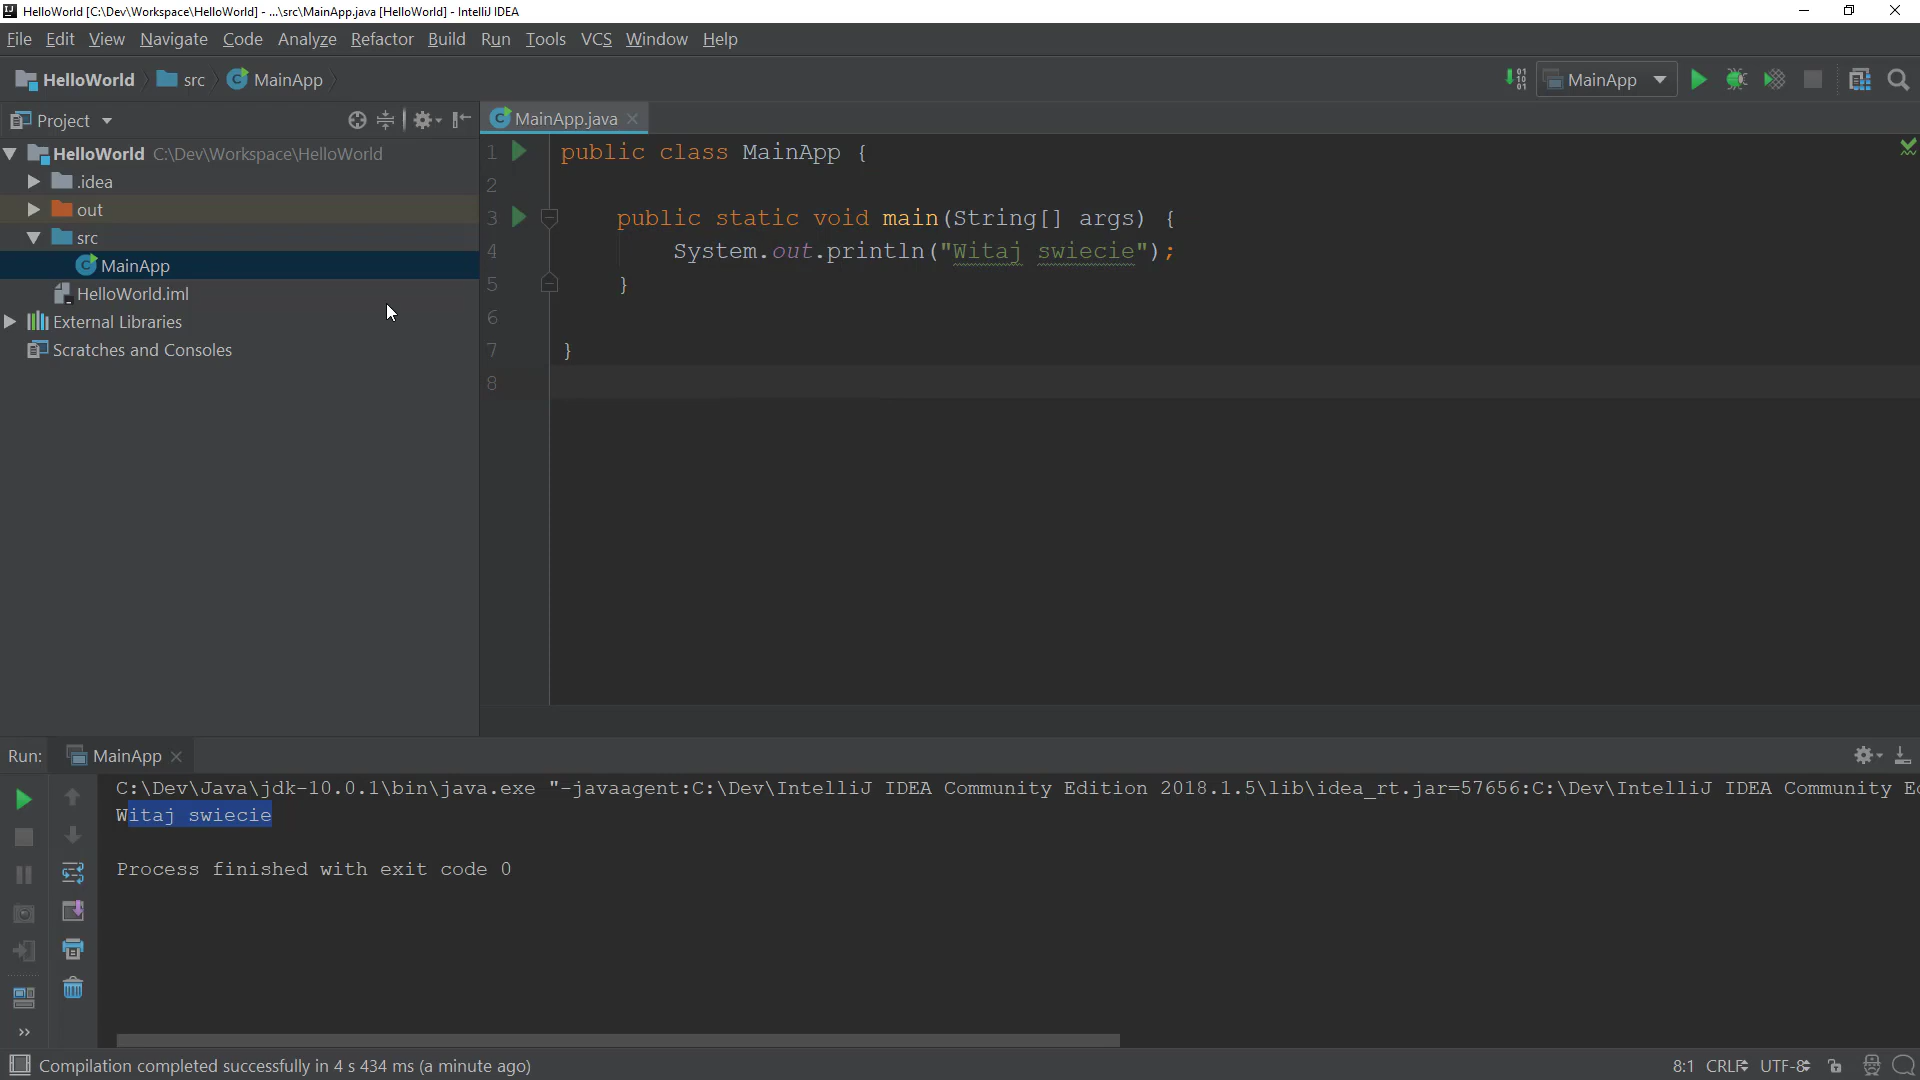 HelloWorld [C:\Dev\Workspace\HelloWorld] - ...\src\MainApp.java [HelloWorld] - IntelliJ IDEA
File Edit View Navigate Code Analyze Refactor Build Run Tools VCS Window Help
HelloWorld src MainApp MainApp
Project
MainApp.java
HelloWorld C:\Dev\Workspace\HelloWorld
.idea
out
src
MainApp
HelloWorld.iml
External Libraries
Scratches and Consoles
1 public class MainApp {
2
3 public static void main(String[] args) {
4 System.out.println("Witaj swiecie");
5 }
6
7 }
8
Run: MainApp
C:\Dev\Java\jdk-10.0.1\bin\java.exe "-javaagent:C:\Dev\IntelliJ IDEA Community Edition 2018.1.5\lib\idea_rt.jar=57656:C:\Dev\IntelliJ IDEA Community
Witaj swiecie
Process finished with exit code 0
Compilation completed successfully in 4 s 434 ms (a minute ago) 8:1 CRLF UTF-8